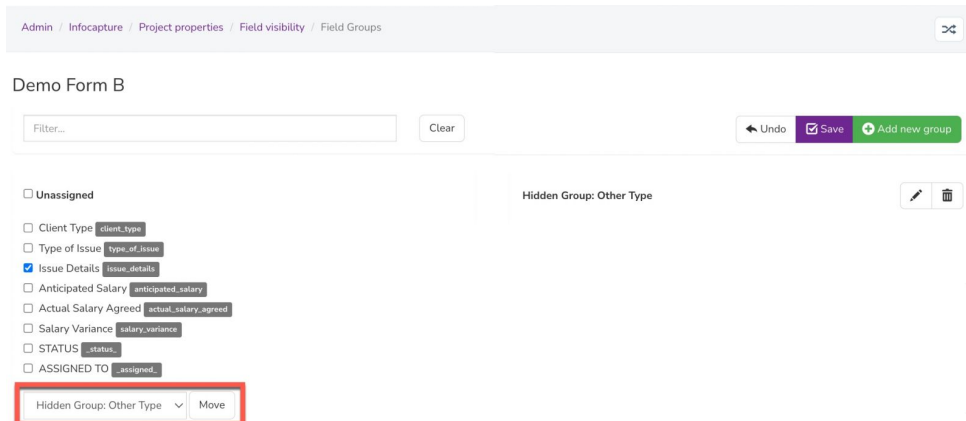 Admin / Infocapture / Project properties / Field visibility / Field Groups
Demo Form B
Filter... Clear Undo Save Add new group
Unassigned
Hidden Group: Other Type
Client Type client_type
Type of Issue type_of_issue
Issue Details issue_details
Anticipated Salary anticipated_salary
Actual Salary Agreed actual_salary_agreed
Salary Variance salary_variance
STATUS _status_
ASSIGNED TO _assigned_
Hidden Group: Other Type Move